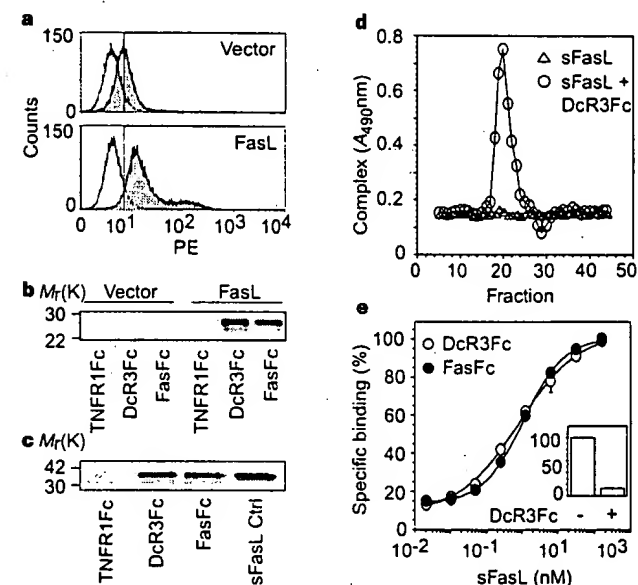 a
150
Vector
0
150
FasL
0
Counts
0 10¹ 10² 10³ 10⁴
PE
b Mr(K) Vector FasL
30
22
TNFR1Fc
DcR3Fc
FasFc
TNFR1Fc
DcR3Fc
FasFc
c Mr(K)
42
30
TNFR1Fc
DcR3Fc
FasFc
sFasL Ctrl
d
0.8
0.6
0.4
0.2
0
Complex (A490nm)
sFasL
sFasL +
DcR3Fc
0 10 20 30 40 50
Fraction
e
100
80
60
40
20
0
Specific binding (%)
DcR3Fc
FasFc
100
50
0
DcR3Fc - +
10-2 10-1 101 103
sFasL (nM)